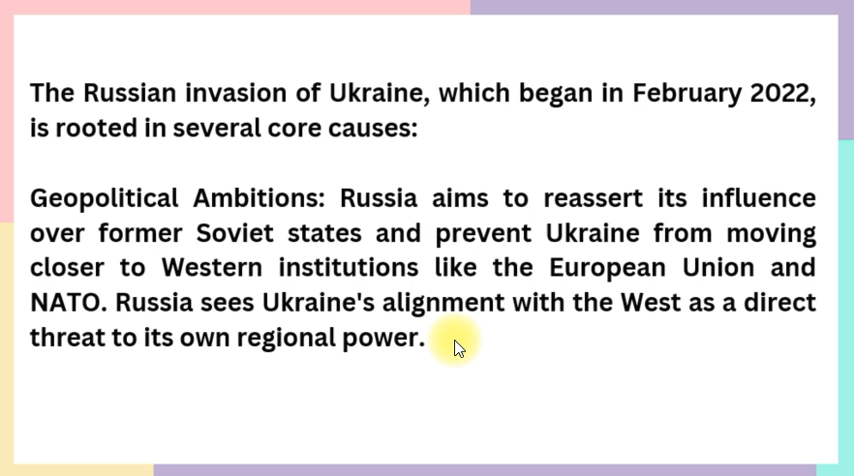 The Russian invasion of Ukraine, which began in February 2022,
is rooted in several core causes:
Geopolitical Ambitions: Russia aims to reassert its influence
over former Soviet states and prevent Ukraine from moving
closer to Western institutions like the European Union and
NATO. Russia sees Ukraine's alignment with the West as a direct
threat to its own regional power.